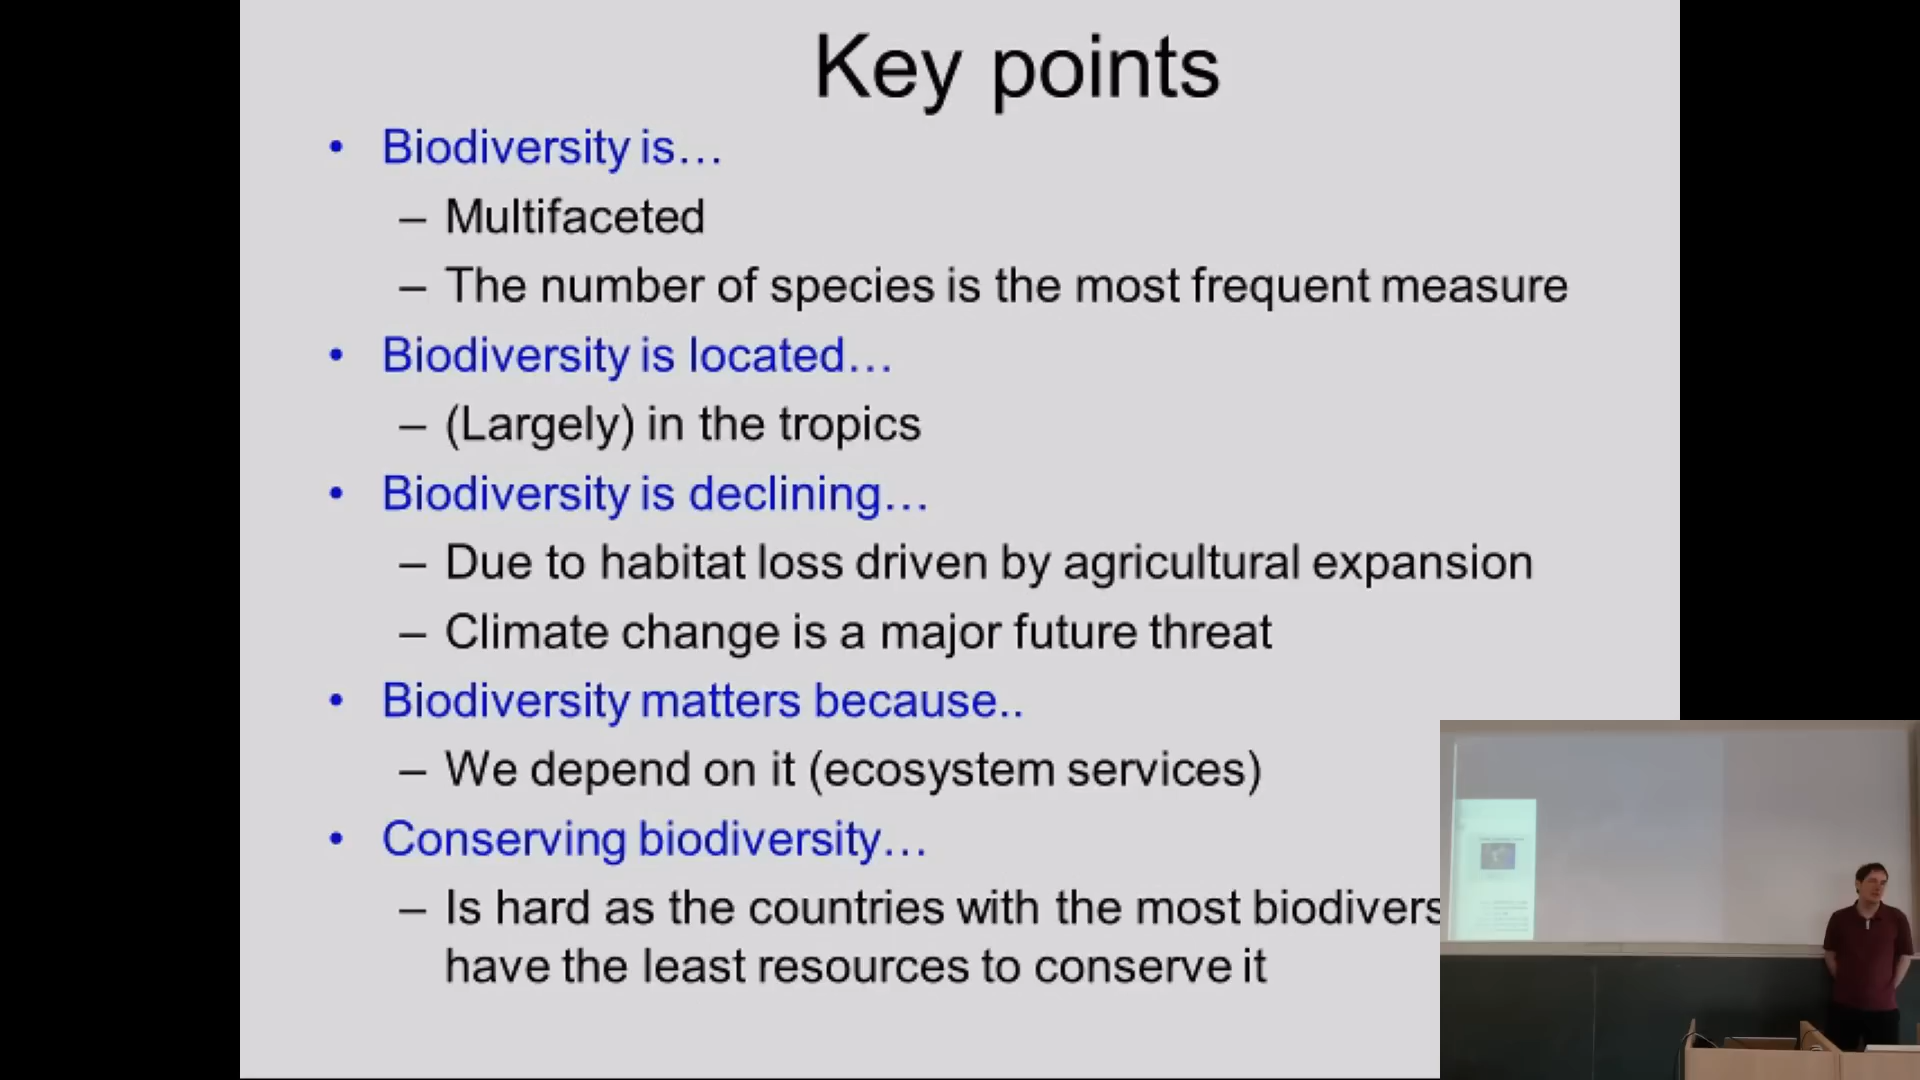 Key points
• Biodiversity is…
– Multifaceted
– The number of species is the most frequent measure
• Biodiversity is located…
– (Largely) in the tropics
• Biodiversity is declining…
– Due to habitat loss driven by agricultural expansion
– Climate change is a major future threat
• Biodiversity matters because..
– We depend on it (ecosystem services)
• Conserving biodiversity…
– Is hard as the countries with the most biodivers
have the least resources to conserve it